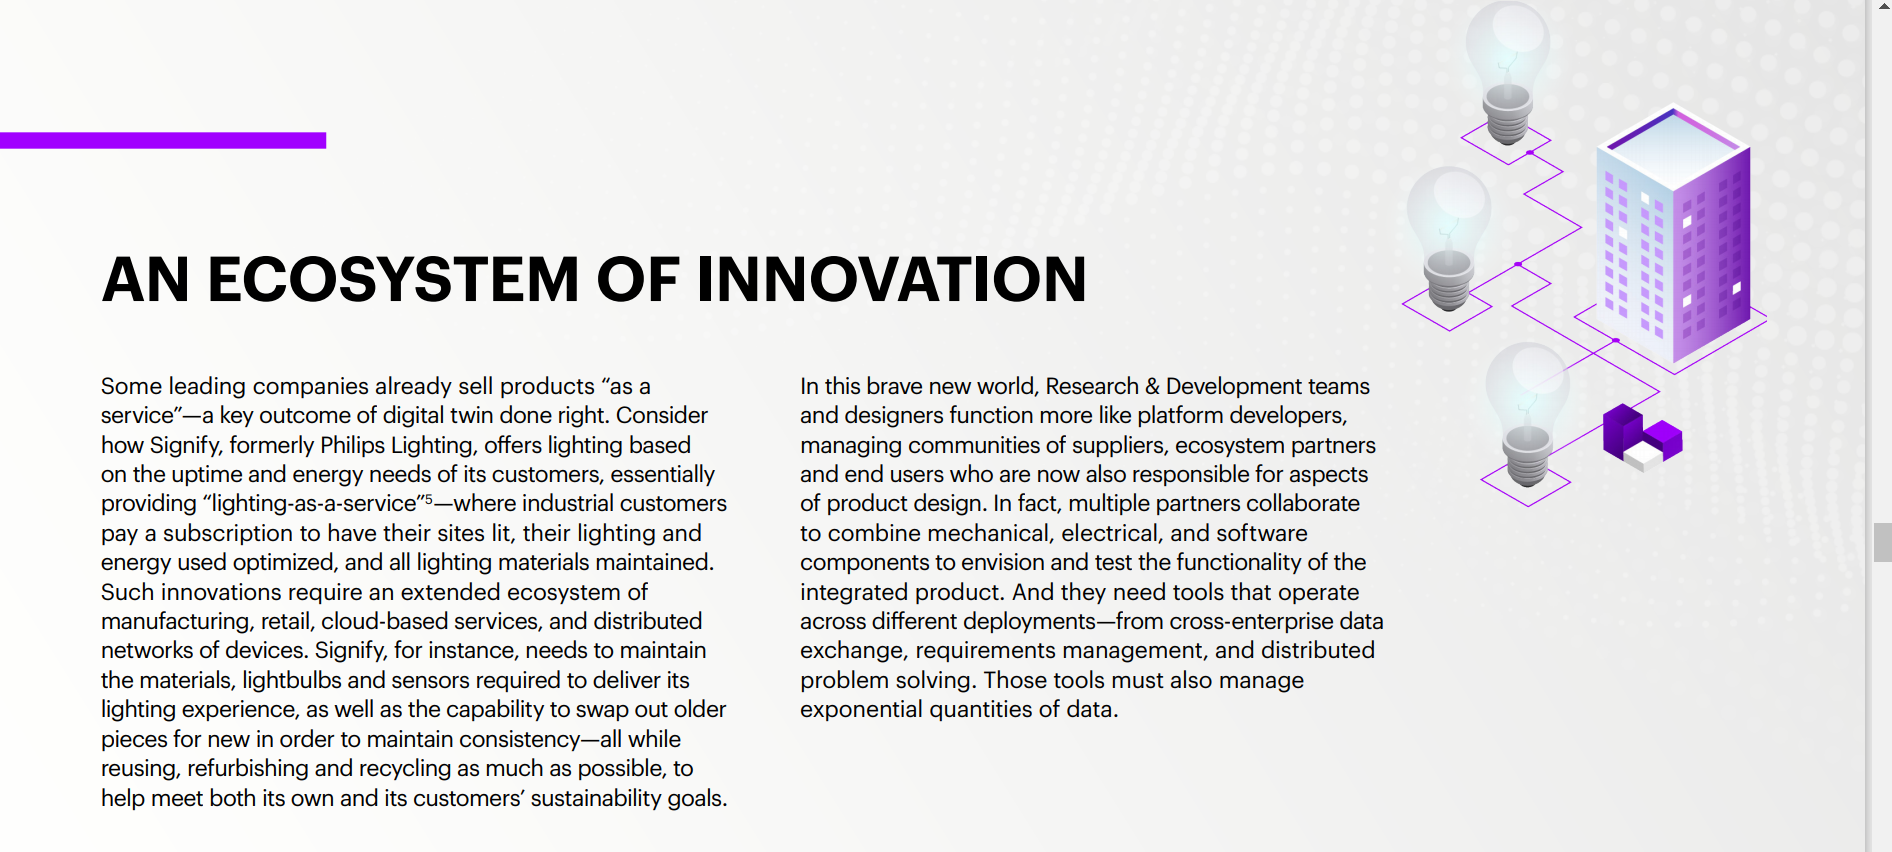 AN ECOSYSTEM OF INNOVATION
Some leading companies already sell products “as a
service”—a key outcome of digital twin done right. Consider
how Signify, formerly Philips Lighting, offers lighting based
on the uptime and energy needs of its customers, essentially
providing “lighting-as-a-service”⁵—where industrial customers
pay a subscription to have their sites lit, their lighting and
energy used optimized, and all lighting materials maintained.
Such innovations require an extended ecosystem of
manufacturing, retail, cloud-based services, and distributed
networks of devices. Signify, for instance, needs to maintain
the materials, lightbulbs and sensors required to deliver its
lighting experience, as well as the capability to swap out older
pieces for new in order to maintain consistency—all while
reusing, refurbishing and recycling as much as possible, to
help meet both its own and its customers’ sustainability goals.
In this brave new world, Research & Development teams
and designers function more like platform developers,
managing communities of suppliers, ecosystem partners
and end users who are now also responsible for aspects
of product design. In fact, multiple partners collaborate
to combine mechanical, electrical, and software
components to envision and test the functionality of the
integrated product. And they need tools that operate
across different deployments—from cross-enterprise data
exchange, requirements management, and distributed
problem solving. Those tools must also manage
exponential quantities of data.